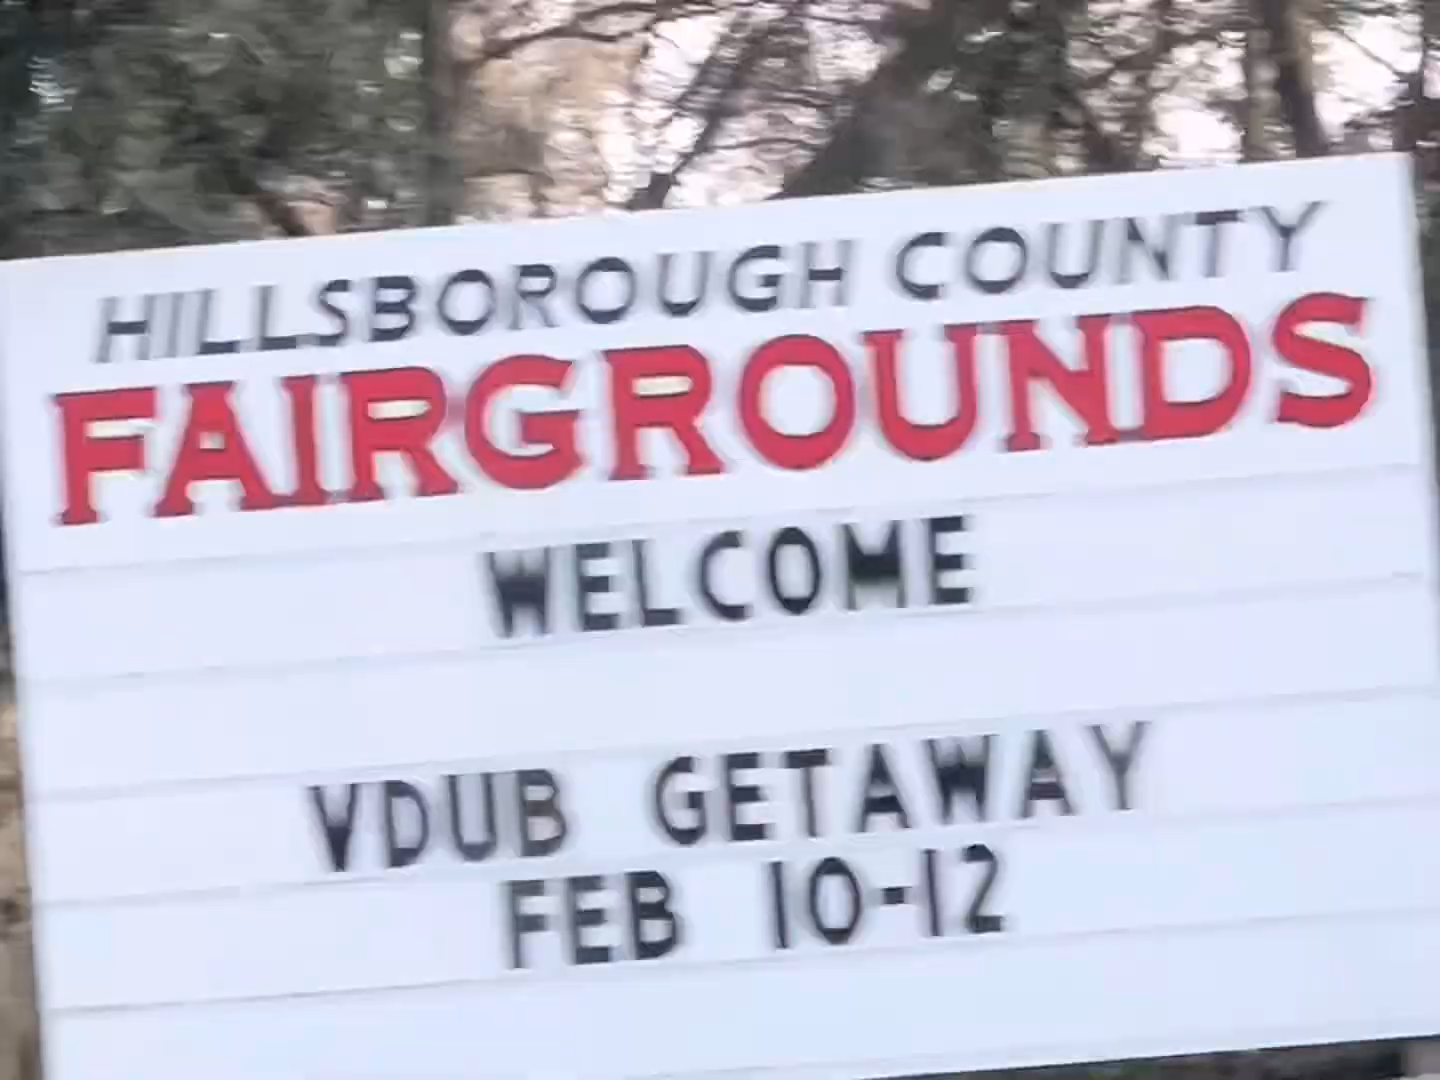 HILLSBOROUGH COUNTY
FAIRGROUNDS
WELCOME
VDUB GETAWAY
FEB 10-12